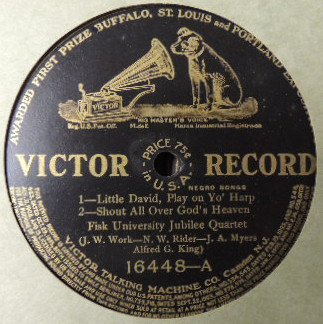 AWARDED FIRST PRIZE BUFFALO, ST. LOUIS and PORTLAND
"HIS MASTER'S VOICE"
Reg.U.S.Pat.Off. M.deF. Marca Industrial Registrada
VICTOR
VICTOR RECORD
PRICE 75¢
in U.S.A.
NEGRO SONGS
1—Little David, Play on Yo' Harp
2—Shout All Over God's Heaven
Fisk University Jubilee Quartet
(J. W. Work—N. W. Rider—J. A. Myers
Alfred G. King)
16448—A
VICTOR TALKING MACHINE CO. Camden, N.J.